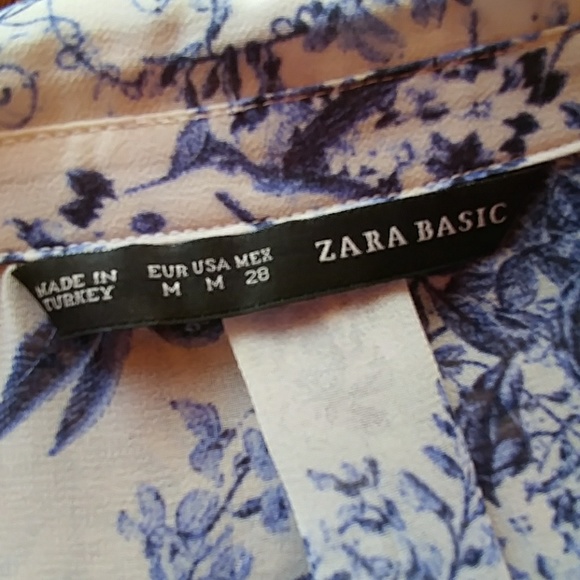 MADE IN
TURKEY
EUR USA MEX
M M 28
ZARA BASIC